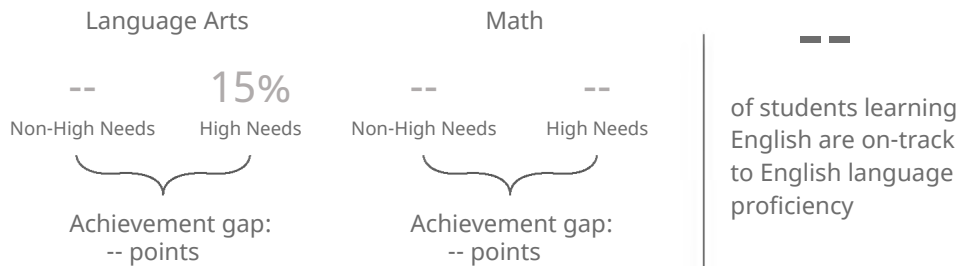 Language Arts
-- 15%
Non-High Needs High Needs
Achievement gap:
-- points
Math
-- --
Non-High Needs High Needs
Achievement gap:
-- points
--
of students learning
English are on-track
to English language
proficiency